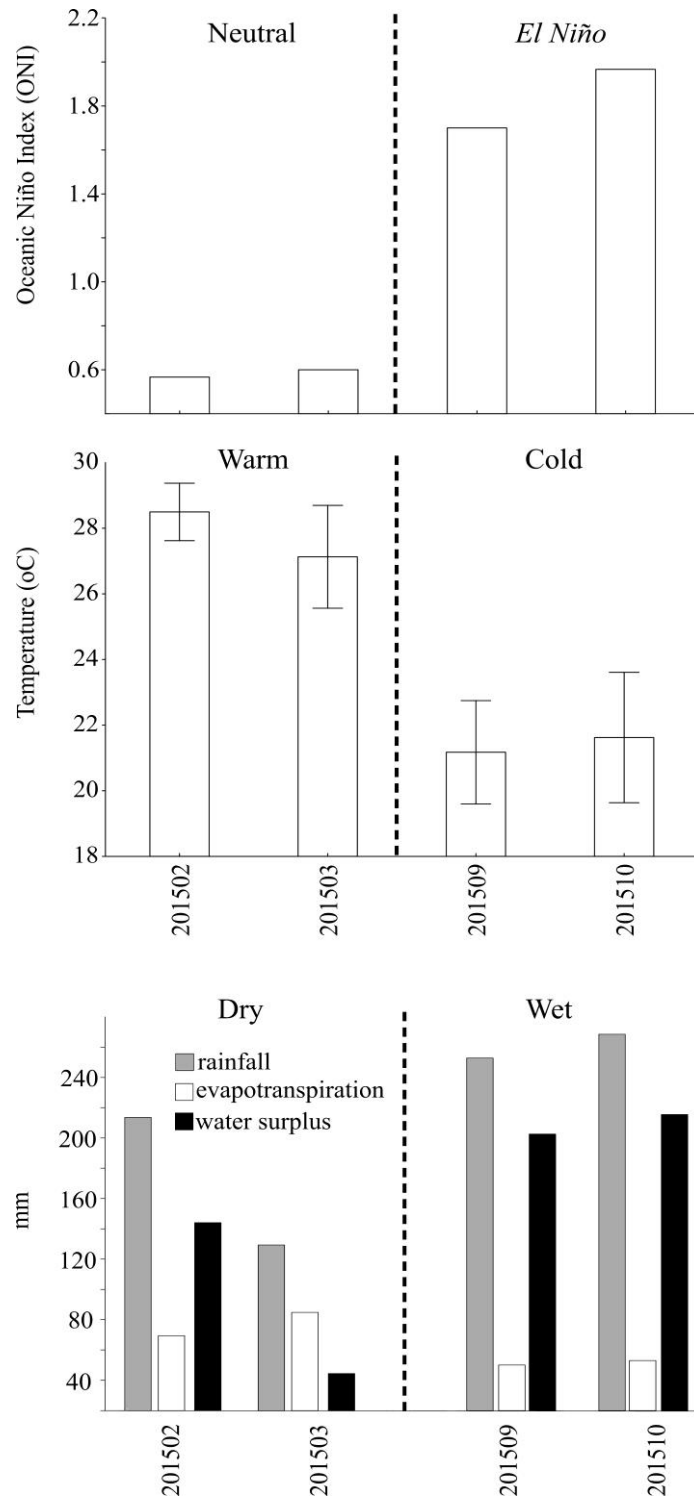 Neutral El Niño
Oceanic Niño Index (ONI)
2.2
1.8
1.4
1.0
0.6
Warm Cold
Temperature (oC)
30
28
26
24
22
20
18
201502 201503 201509 201510
Dry Wet
rainfall
evapotranspiration
water surplus
mm
240
200
160
120
80
40
201502 201503 201509 201510